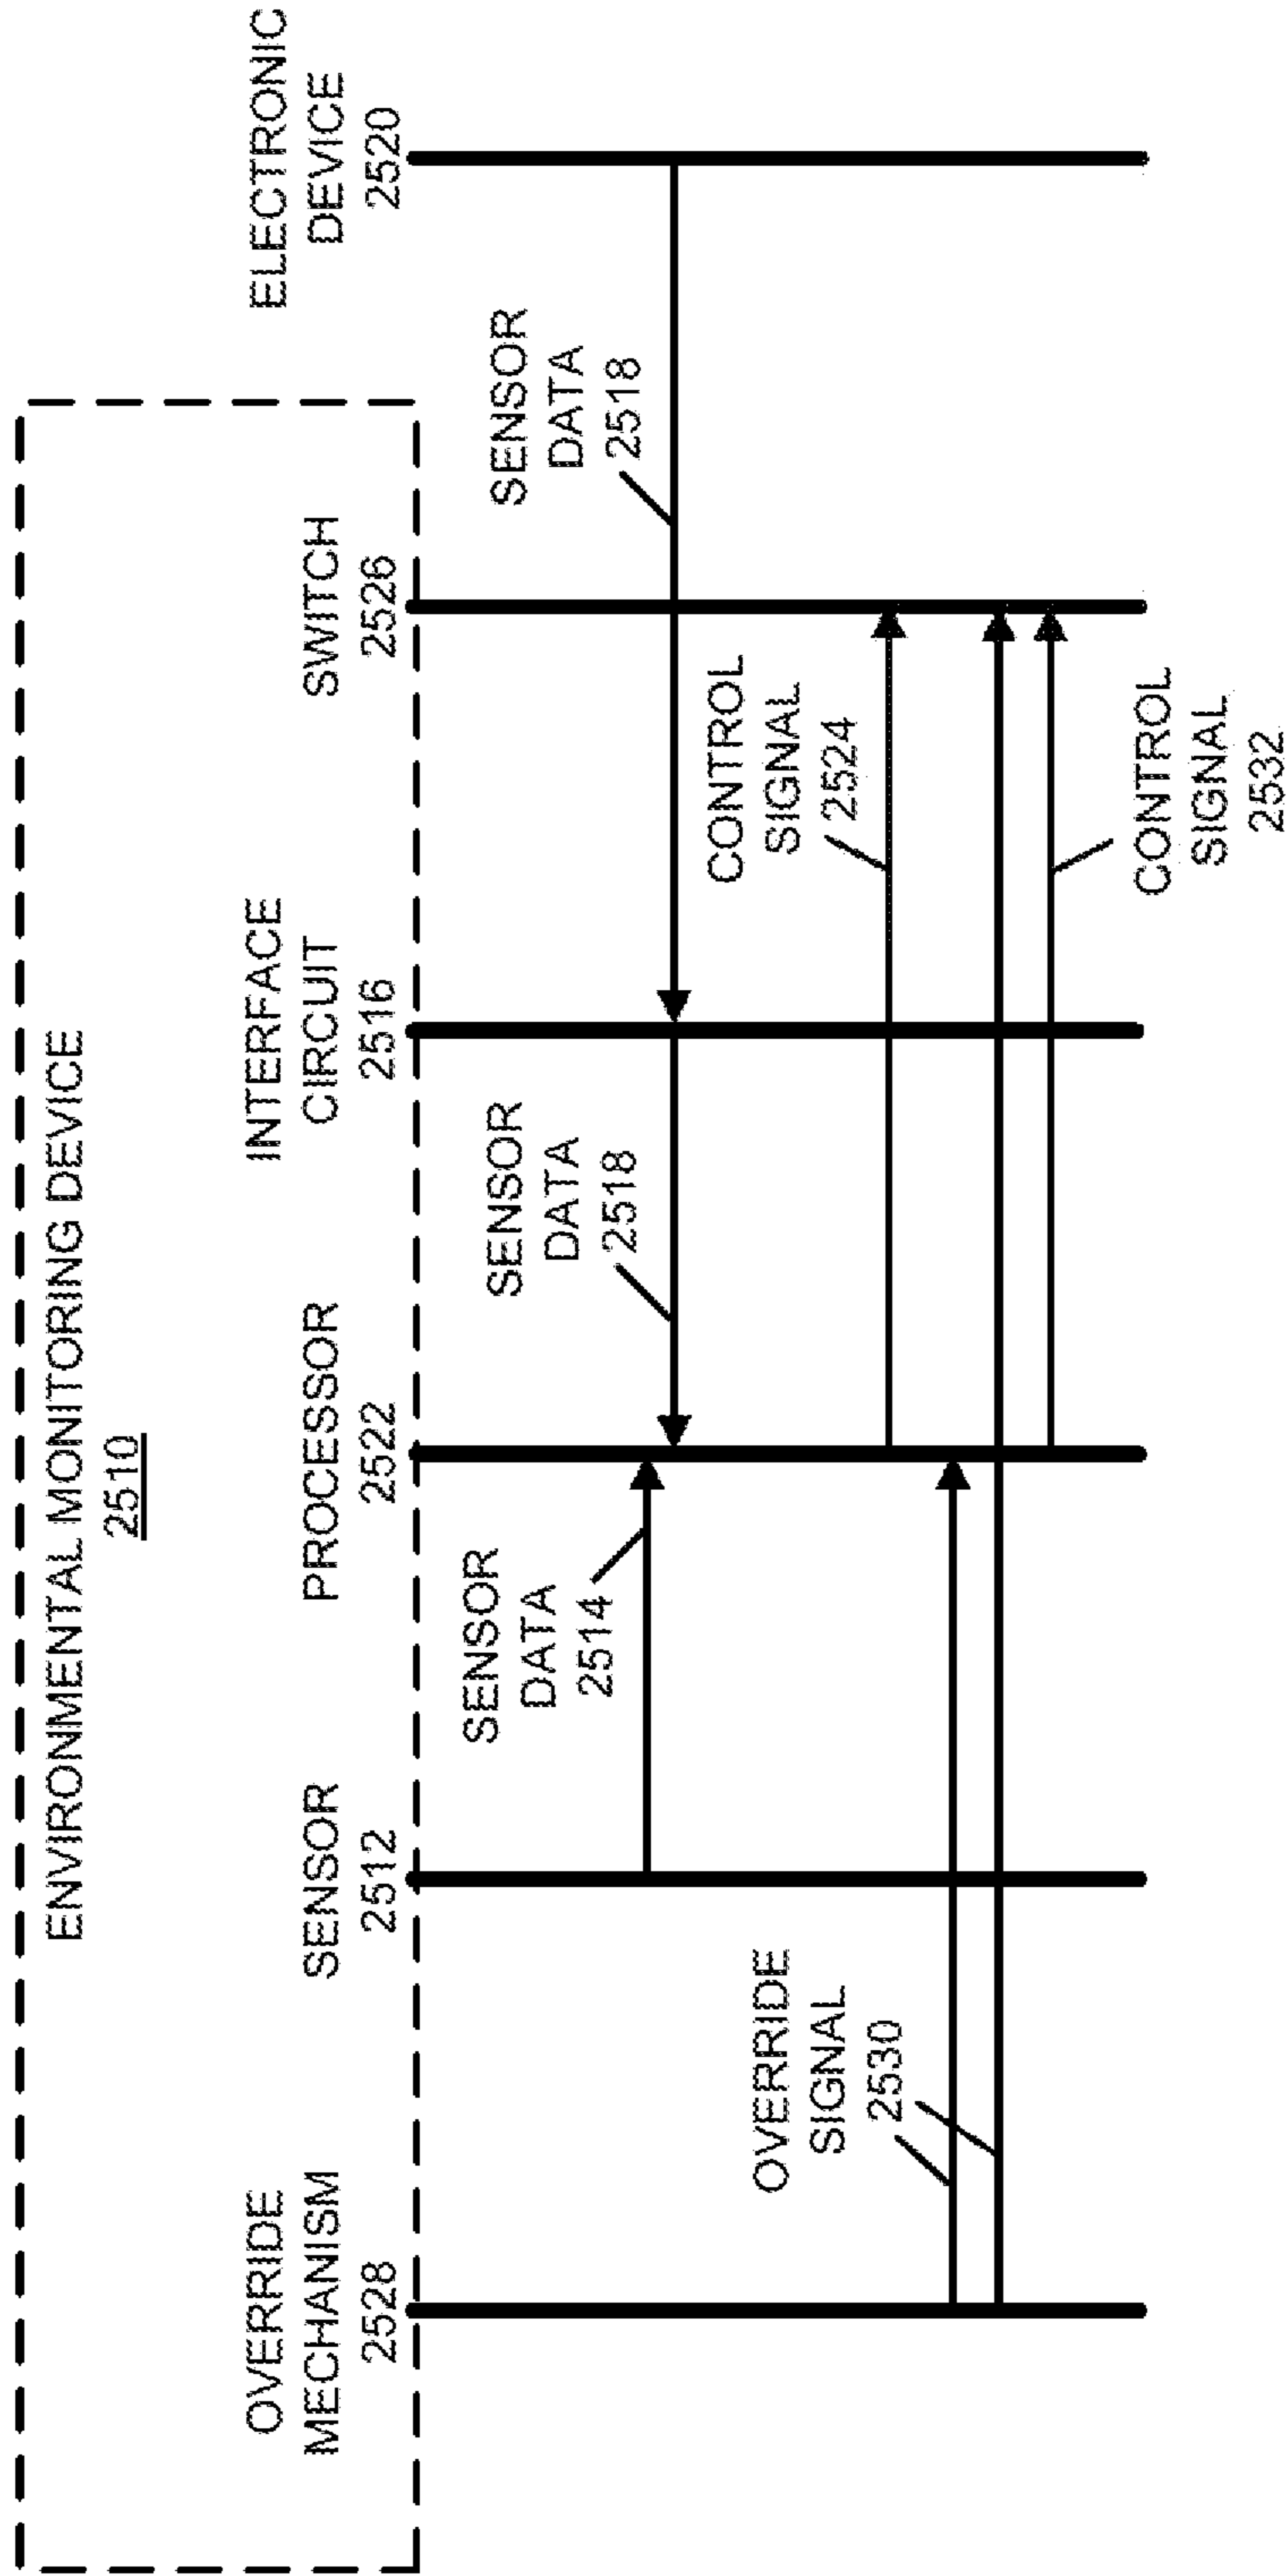 ENVIRONMENTAL MONITORING DEVICE
2510
OVERRIDE
MECHANISM
2528
SENSOR
2512
PROCESSOR
2522
INTERFACE
CIRCUIT
2516
SWITCH
2526
ELECTRONIC
DEVICE
2520
SENSOR
DATA
2514
SENSOR
DATA
2518
SENSOR
DATA
2518
CONTROL
SIGNAL
2524
OVERRIDE
SIGNAL
2530
CONTROL
SIGNAL
2532